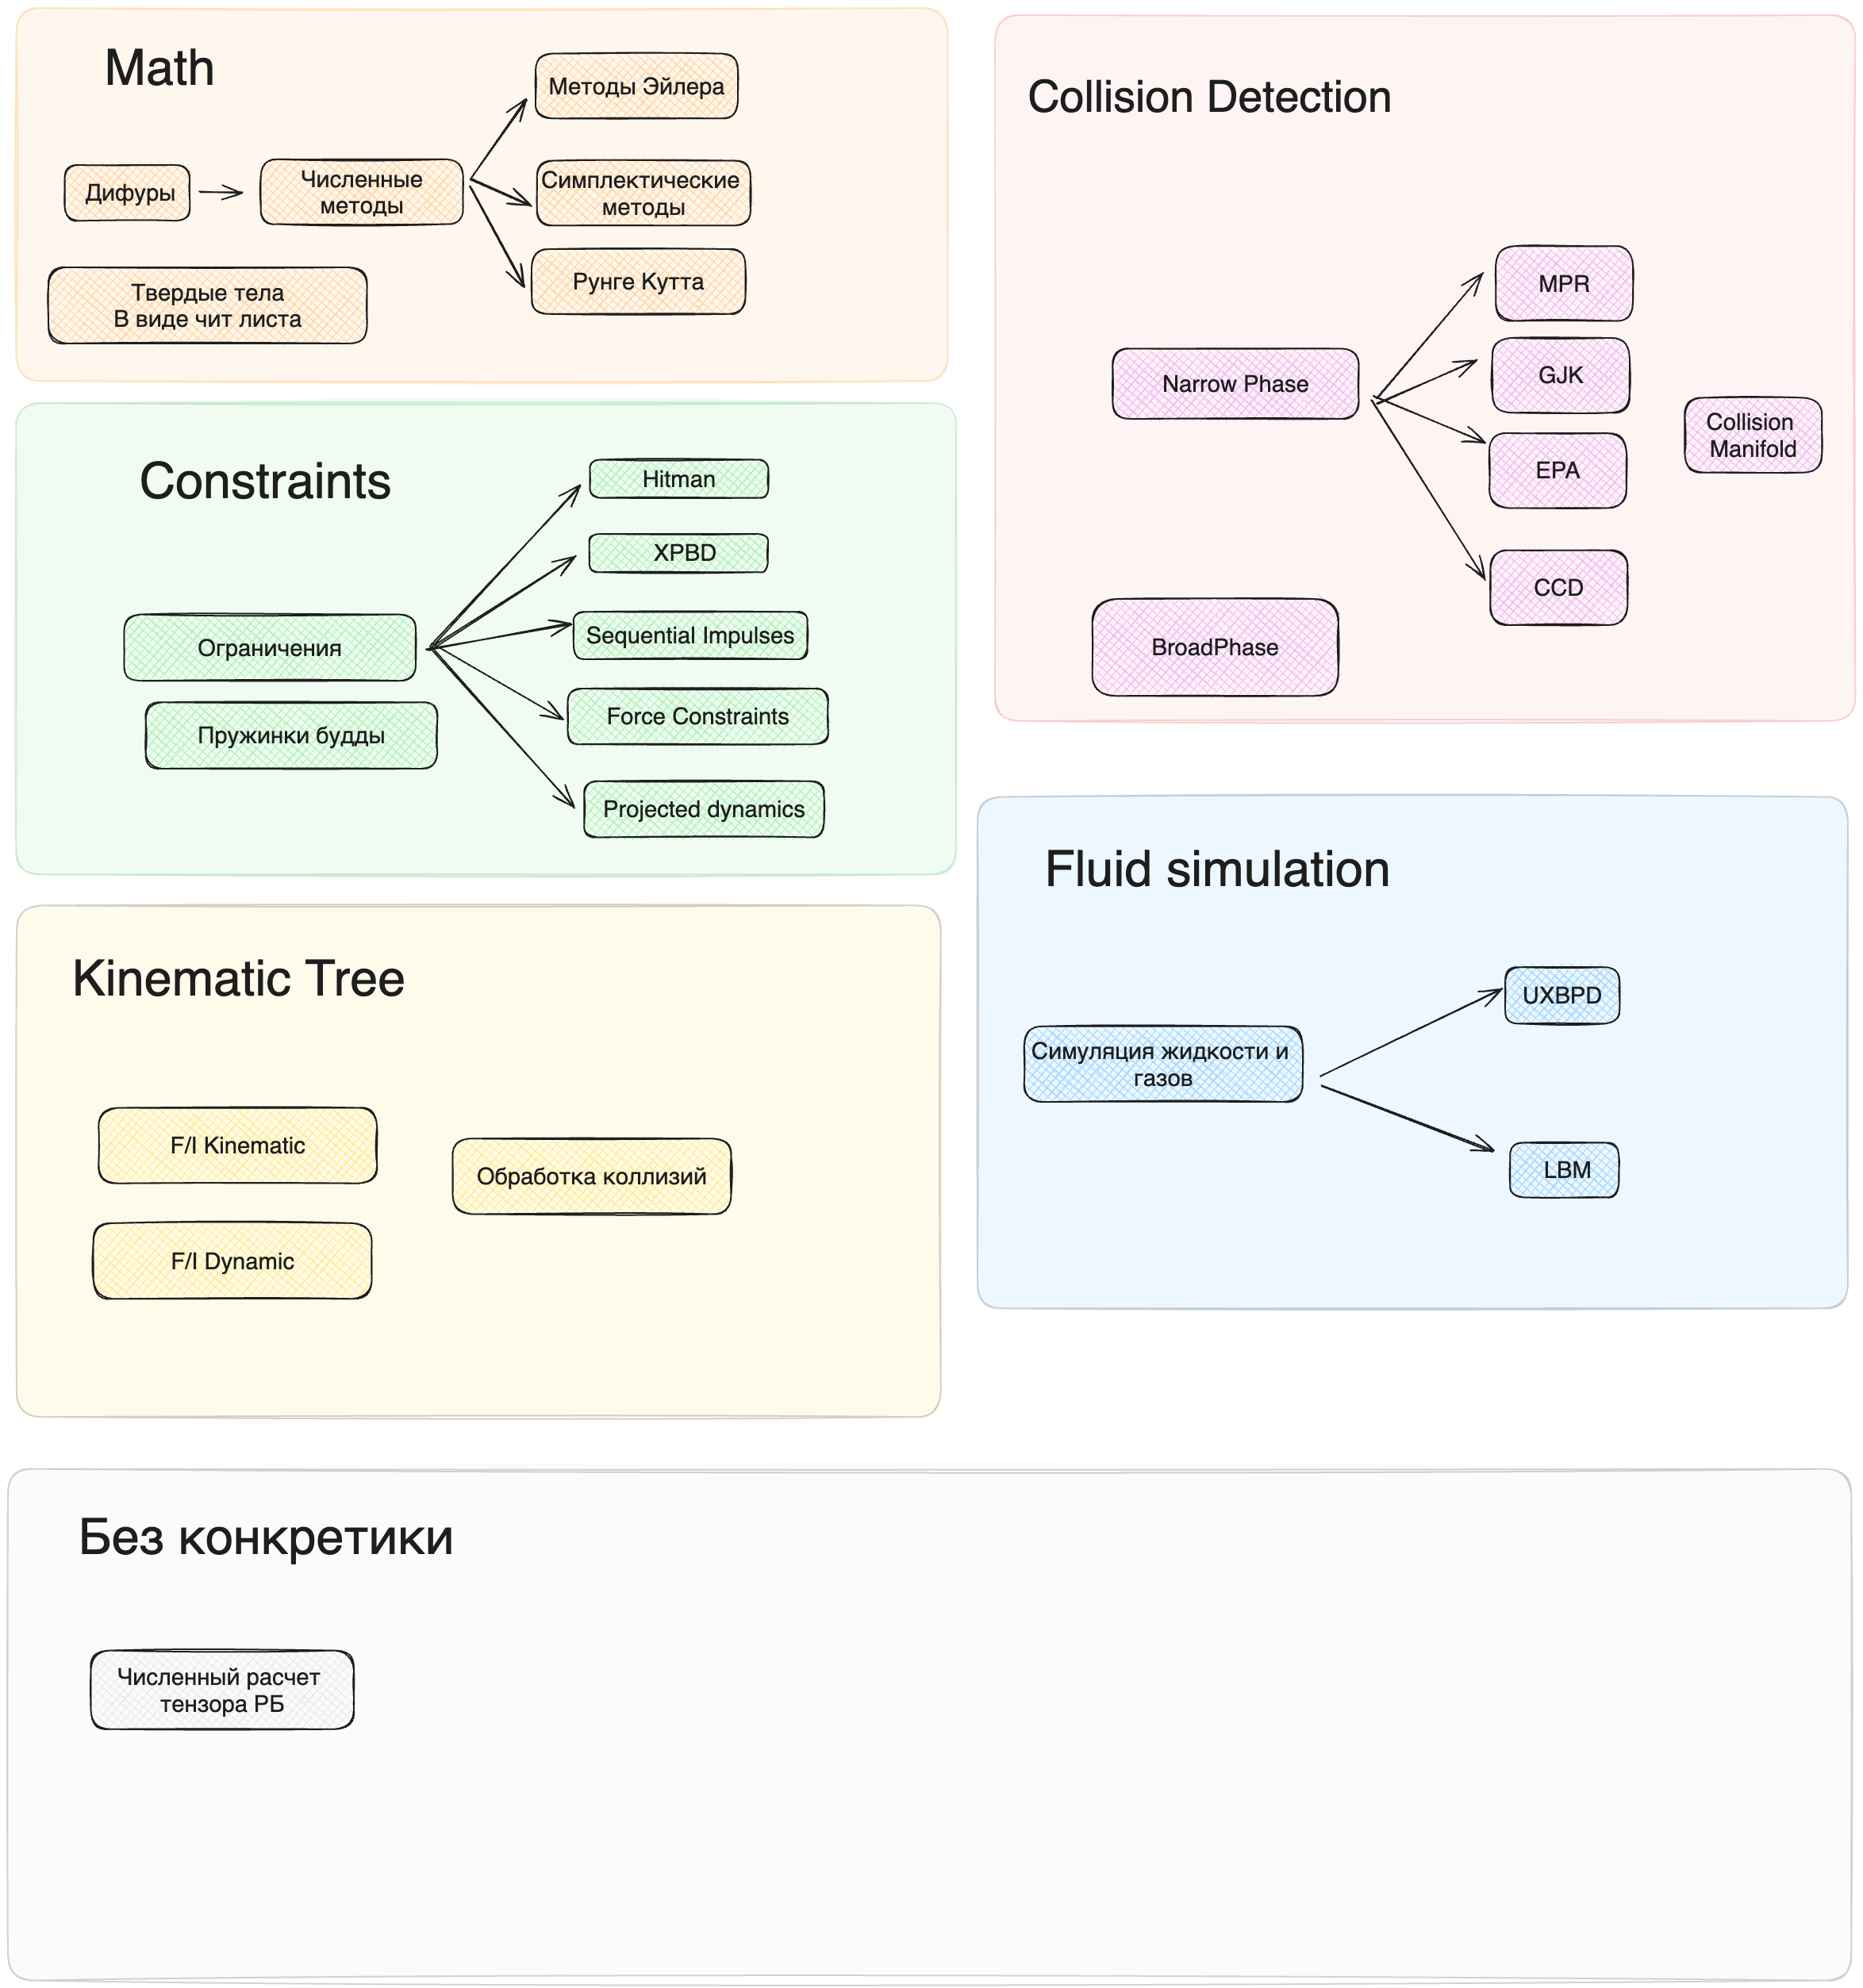 Math
Методы Эйлера
Дифуры
Численные
методы
Симплектические
методы
Рунге Кутта
Твердые тела
В виде чит листа
Collision Detection
MPR
Narrow Phase
GJK
Collision
Manifold
EPA
CCD
BroadPhase
Constraints
Hitman
XPBD
Ограничения
Sequential Impulses
Пружинки будды
Force Constraints
Projected dynamics
Fluid simulation
UXBPD
Симуляция жидкости и
газов
LBM
Kinematic Tree
F/I Kinematic
Обработка коллизий
F/I Dynamic
Без конкретики
Численный расчет
тензора РБ